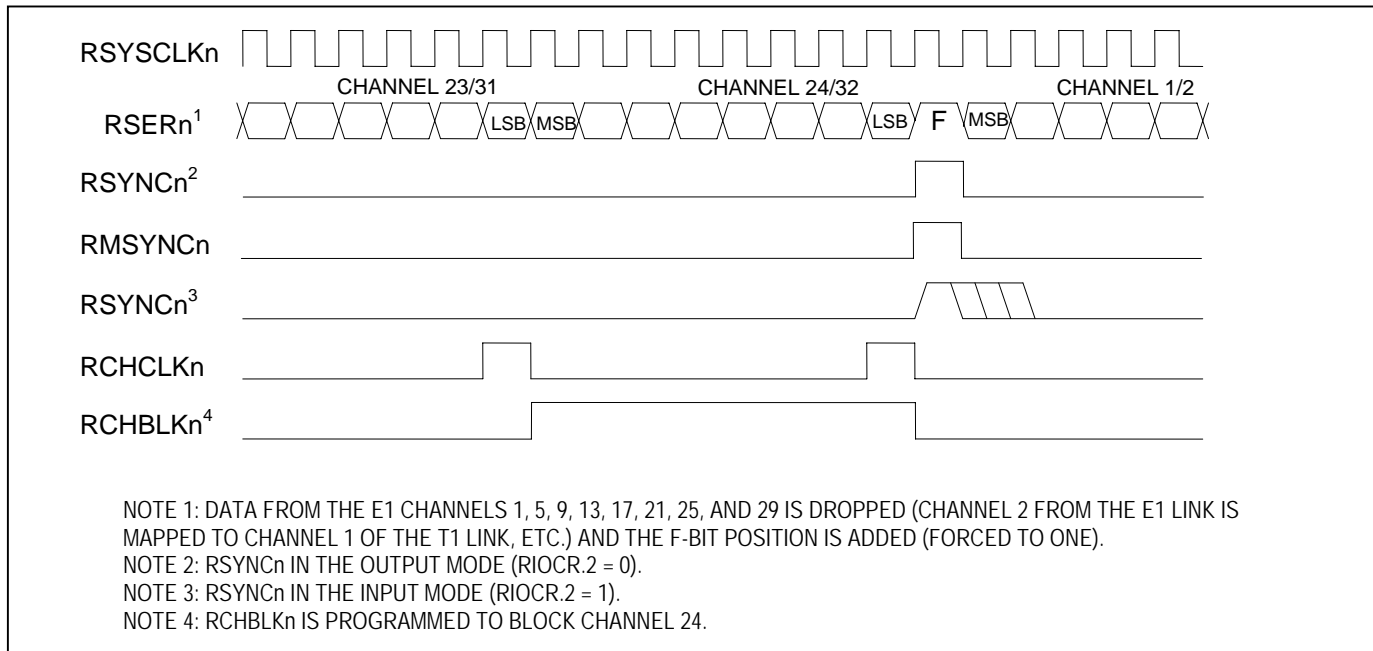 RSYSCLKn
CHANNEL 23/31 CHANNEL 24/32 CHANNEL 1/2
RSERn1 LSB MSB LSB F MSB
RSYNCn2
RMSYNCn
RSYNCn3
RCHCLKn
RCHBLKn4
NOTE 1: DATA FROM THE E1 CHANNELS 1, 5, 9, 13, 17, 21, 25, AND 29 IS DROPPED (CHANNEL 2 FROM THE E1 LINK IS
MAPPED TO CHANNEL 1 OF THE T1 LINK, ETC.) AND THE F-BIT POSITION IS ADDED (FORCED TO ONE).
NOTE 2: RSYNCn IN THE OUTPUT MODE (RIOCR.2 = 0).
NOTE 3: RSYNCn IN THE INPUT MODE (RIOCR.2 = 1).
NOTE 4: RCHBLKn IS PROGRAMMED TO BLOCK CHANNEL 24.